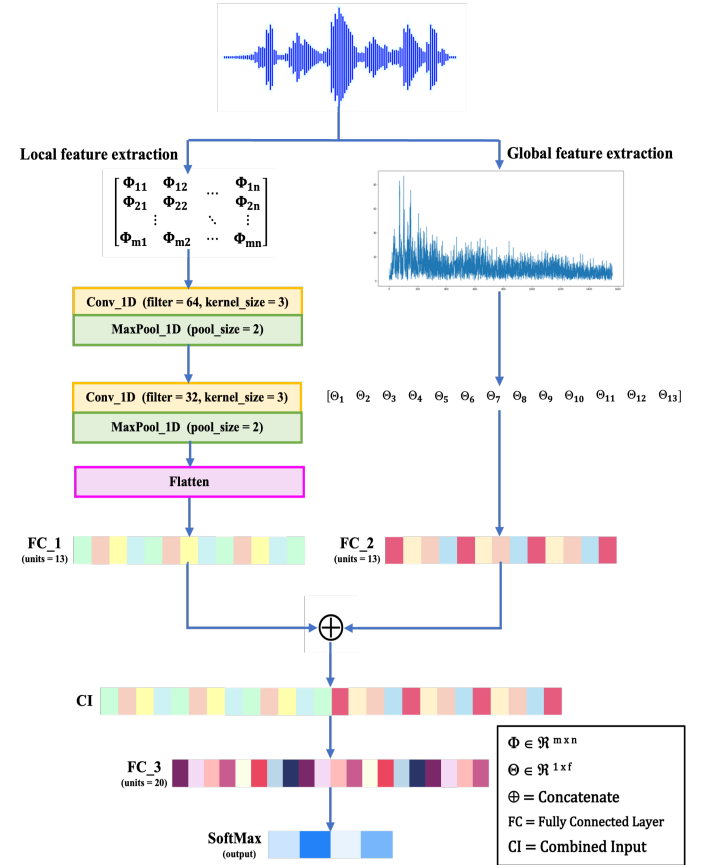 Local feature extraction
Global feature extraction
Φ11 Φ12 ... Φ1n
Φ21 Φ22 Φ2n
⋮ ⋱ ⋮
Φm1 Φm2 ... Φmn
Conv_1D (filter = 64, kernel_size = 3)
MaxPool_1D (pool_size = 2)
Conv_1D (filter = 32, kernel_size = 3)
MaxPool_1D (pool_size = 2)
[Θ1 Θ2 Θ3 Θ4 Θ5 Θ6 Θ7 Θ8 Θ9 Θ10 Θ11 Θ12 Θ13]
Flatten
FC_1
(units = 13)
FC_2
(units = 13)
⊕
CI
FC_3
(units = 20)
SoftMax
(output)
Φ ∈ ℜ m x n
Θ ∈ ℜ 1 x f
⊕ = Concatenate
FC = Fully Connected Layer
CI = Combined Input